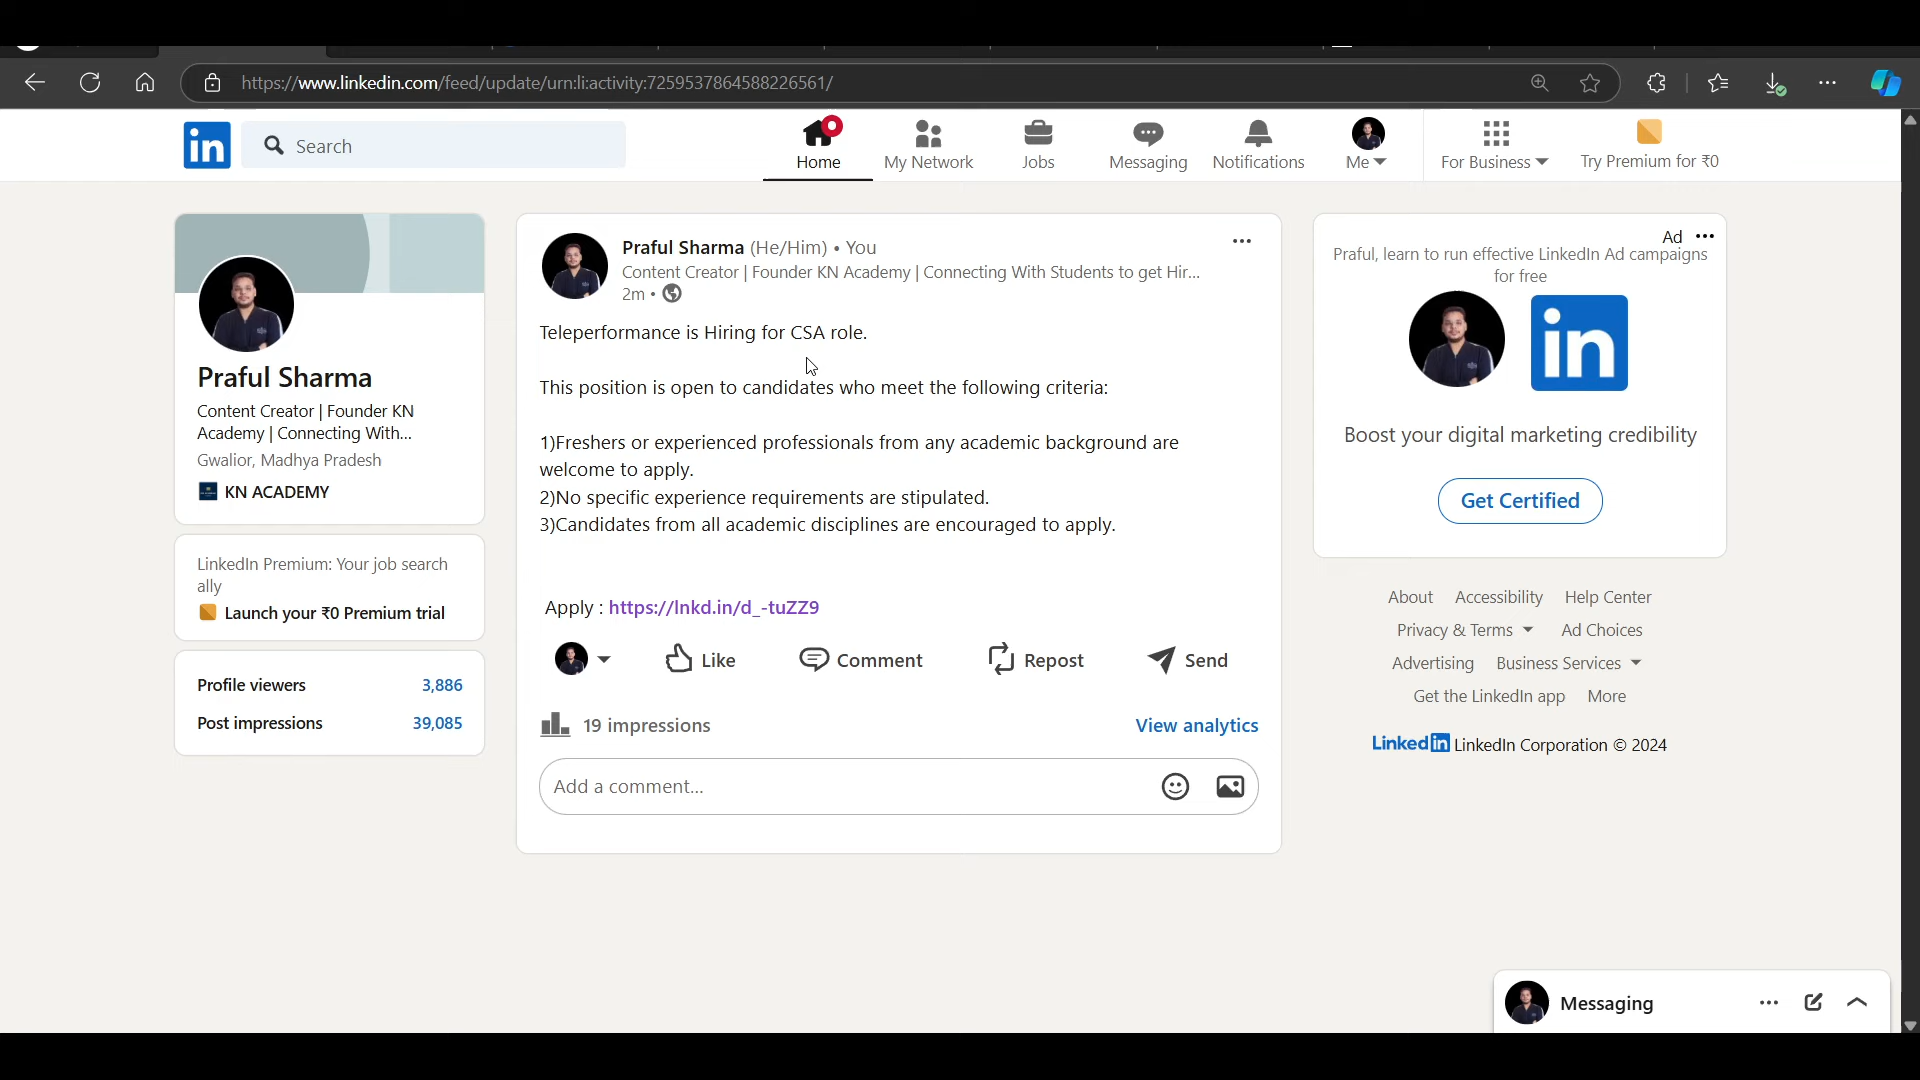 https://www.linkedin.com/feed/update/urn:li:activity:7259537864588226561/
in
Search
Home
My Network
Jobs
Messaging
Notifications
Me
For Business
Try Premium for ₹0
Praful Sharma
Content Creator | Founder KN
Academy | Connecting With...
Gwalior, Madhya Pradesh
KN ACADEMY
LinkedIn Premium: Your job search
ally
Launch your ₹0 Premium trial
Profile viewers 3,886
Post impressions 39,085
Praful Sharma (He/Him) • You
Content Creator | Founder KN Academy | Connecting With Students to get Hir...
2m •
Teleperformance is Hiring for CSA role.
This position is open to candidates who meet the following criteria:
1)Freshers or experienced professionals from any academic background are
welcome to apply.
2)No specific experience requirements are stipulated.
3)Candidates from all academic disciplines are encouraged to apply.
Apply : https://lnkd.in/d_-tuZZ9
Like
Comment
Repost
Send
19 impressions
View analytics
Add a comment...
Ad
Praful, learn to run effective LinkedIn Ad campaigns
for free
in
Boost your digital marketing credibility
Get Certified
About Accessibility Help Center
Privacy & Terms Ad Choices
Advertising Business Services
Get the LinkedIn app More
LinkedIn LinkedIn Corporation © 2024
Messaging